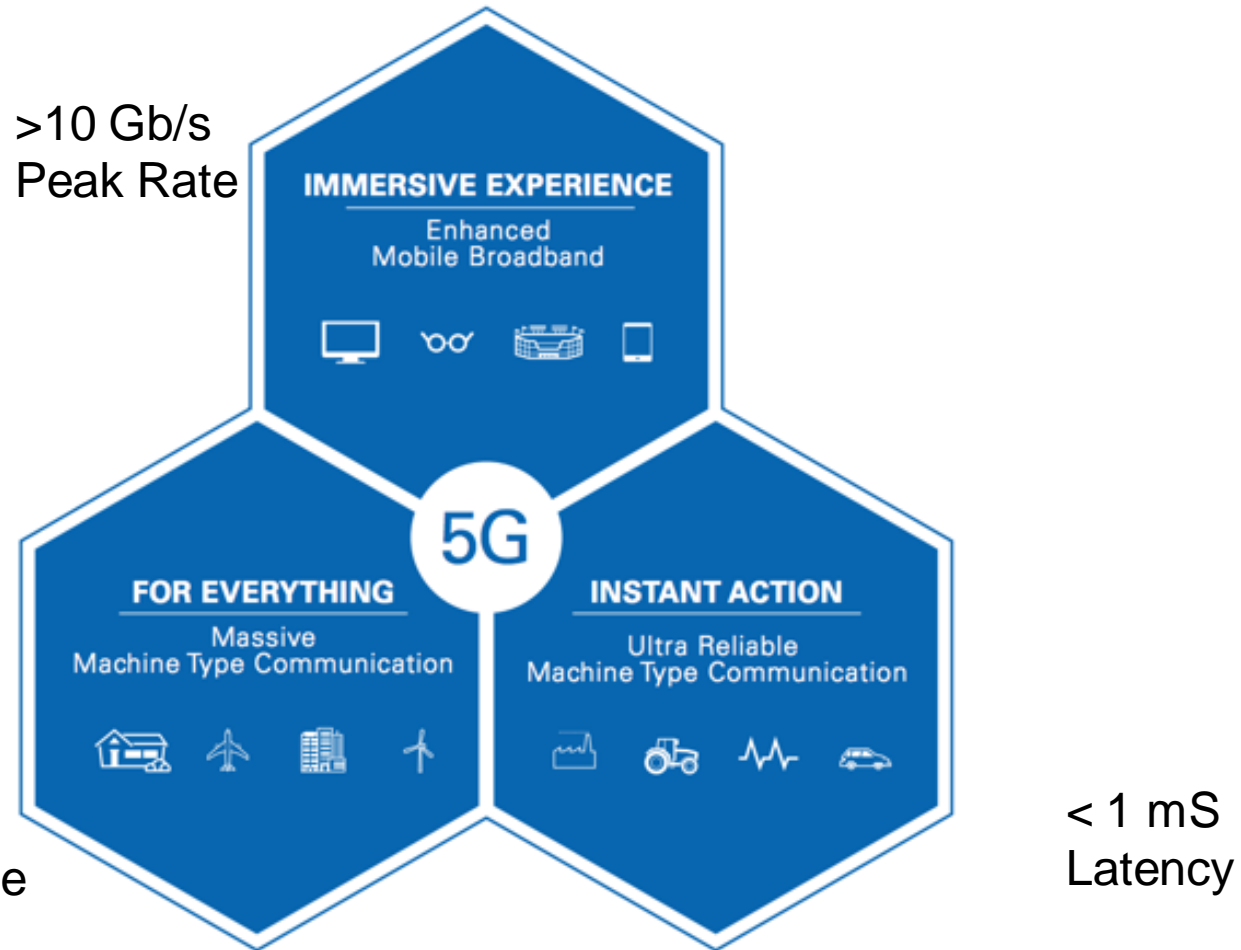 >10 Gb/s
Peak Rate
IMMERSIVE EXPERIENCE
Enhanced
Mobile Broadband
5G
FOR EVERYTHING
Massive
Machine Type Communication
INSTANT ACTION
Ultra Reliable
Machine Type Communication
e
< 1 mS
Latency